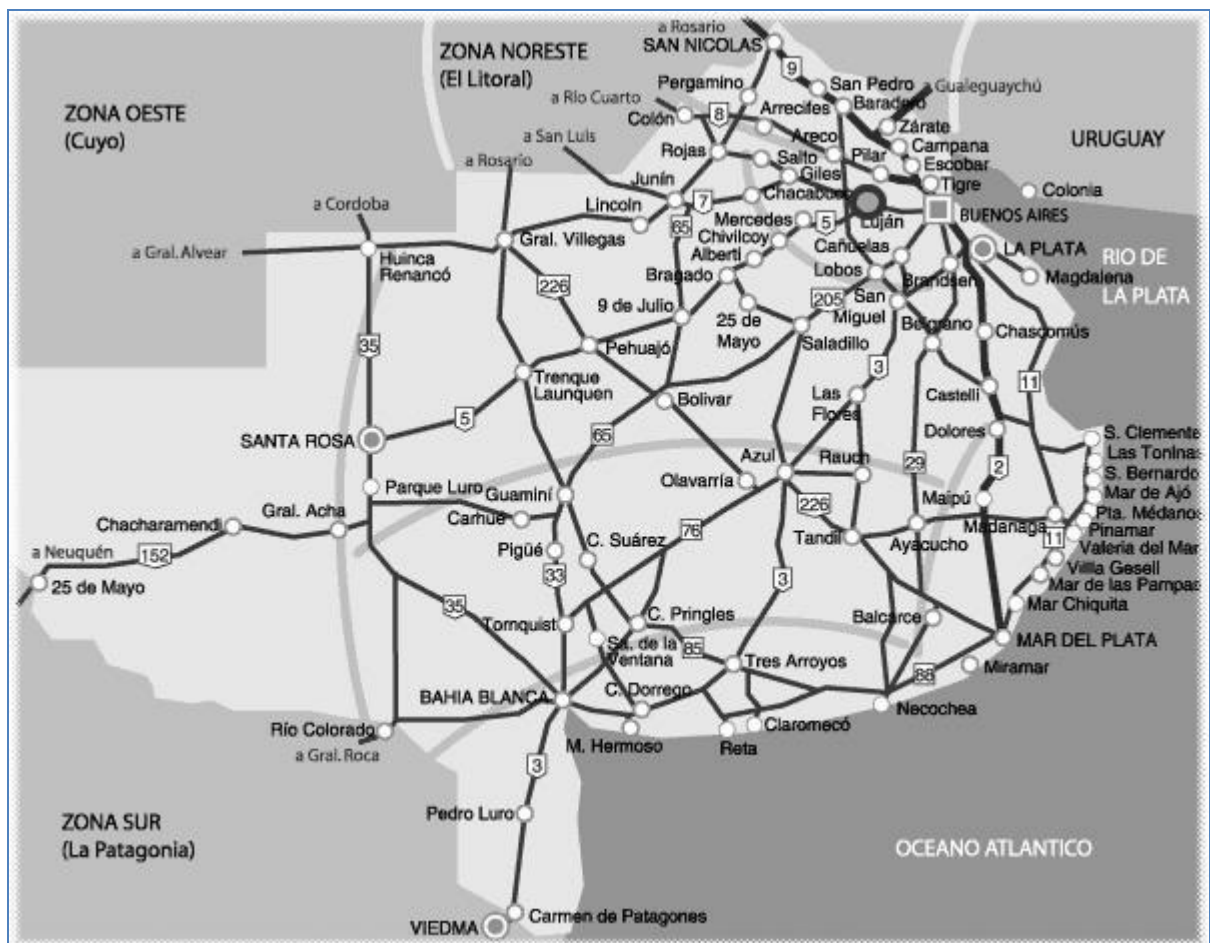 a Rosario
SAN NICOLAS
ZONA NORESTE
(El Litoral)
9
Pergamino
San Pedro
a Gualeguaychú
ZONA OESTE
(Cuyo)
a Río Cuarto
Colón
8
Arrecifes
Baradero
Zárate
URUGUAY
a San Luis
Areco
Campana
Rojas
Salto
Pilar
Escobar
a Rosario
Giles
Tigre
Junín
Chacabuco
Colonia
a Cordoba
Lincoln
7
Mercedes
5
Luján
BUENOS AIRES
65
Chivilcoy
Cañuelas
LA PLATA
RIO DE
LA PLATA
a Gral. Alvear
Huinca
Renancó
Gral. Villegas
Alberti
Bragado
Lobos
Brandsen
Magdalena
226
205
San
Miguel
9 de Julio
25 de
Mayo
Belgrano
Chascomús
35
Pehuajó
Saladillo
Trenque
Launquen
3
11
Bolivar
Las
Flores
Castelli
5
65
SANTA ROSA
Dolores
S. Clemente
Azul
Rauch
29
2
Las Toninas
Parque Luro
Guaminí
Olavarría
S. Bernardo
Gral. Acha
Carhué
226
Maipú
Mar de Ajó
Chacharamendi
76
Tandil
Ayacucho
Madanaga
Pta. Médanos
Pinamar
a Neuquén
152
Pigüé
C. Suárez
11
Valeria del Mar
25 de Mayo
33
3
Villla Gesell
Mar de las Pampas
35
Tornquist
C. Pringles
Balcarce
Mar Chiquita
Sa. de la
Ventana
85
MAR DEL PLATA
Tres Arroyos
88
Miramar
BAHIA BLANCA
C. Dorrego
Necochea
Río Colorado
a Gral. Roca
M. Hermoso
Reta
Claromecó
3
Pedro Luro
ZONA SUR
(La Patagonia)
OCEANO ATLANTICO
VIEDMA
Carmen de Patagones